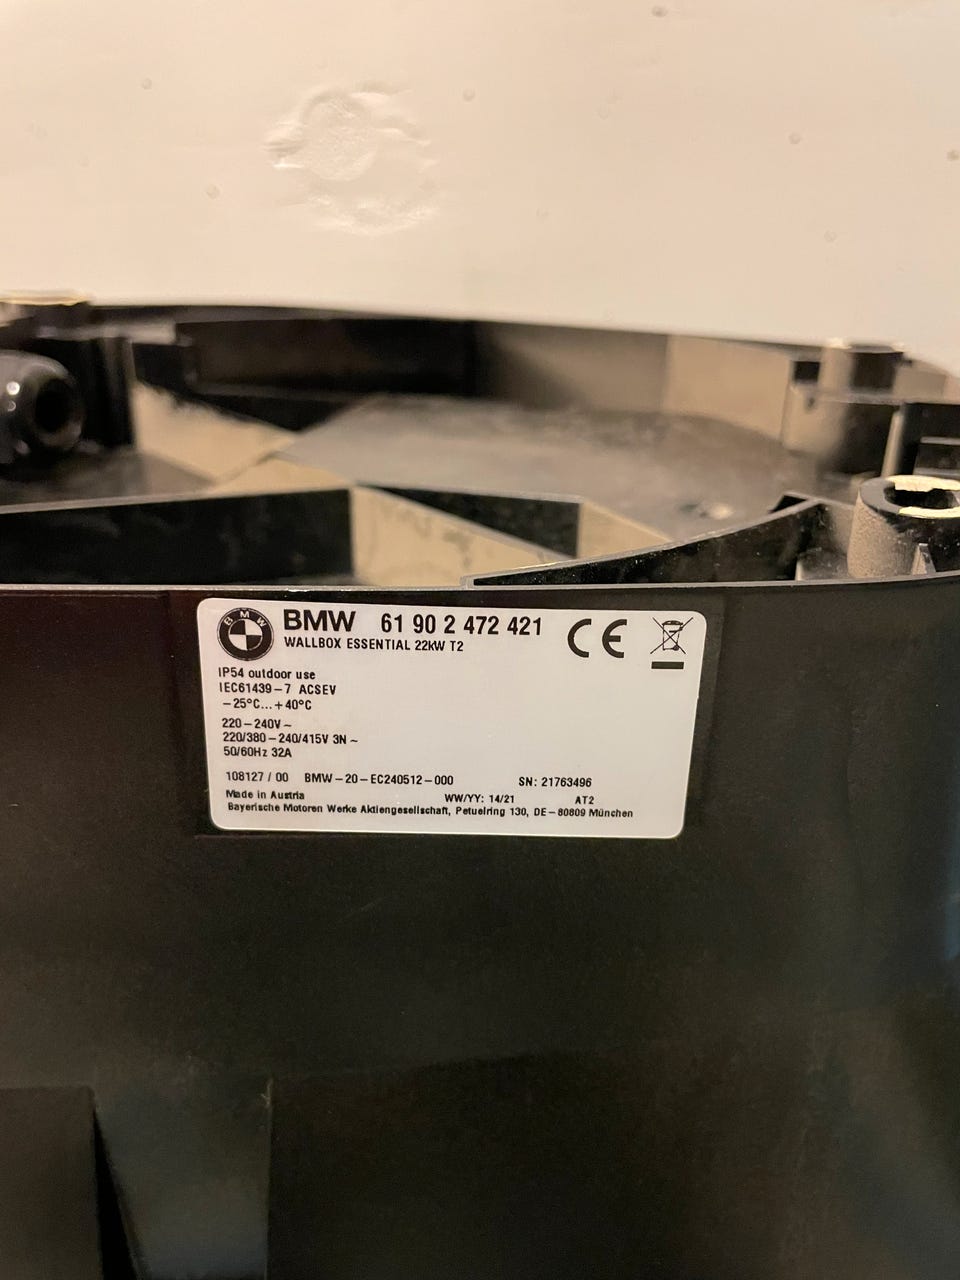 BMW
BMW 61 90 2 472 421
WALLBOX ESSENTIAL 22kW T2
CE
IP54 outdoor use
IEC61439-7 ACSEV
-25°C...+40°C
220-240V~
220/380-240/415V 3N~
50/60Hz 32A
108127/00 BMW-20-EC240512-000 SN: 21763496
Made in Austria WW/YY: 14/21 AT2
Bayerische Motoren Werke Aktiengesellschaft, Petuelring 130, DE-80809 München